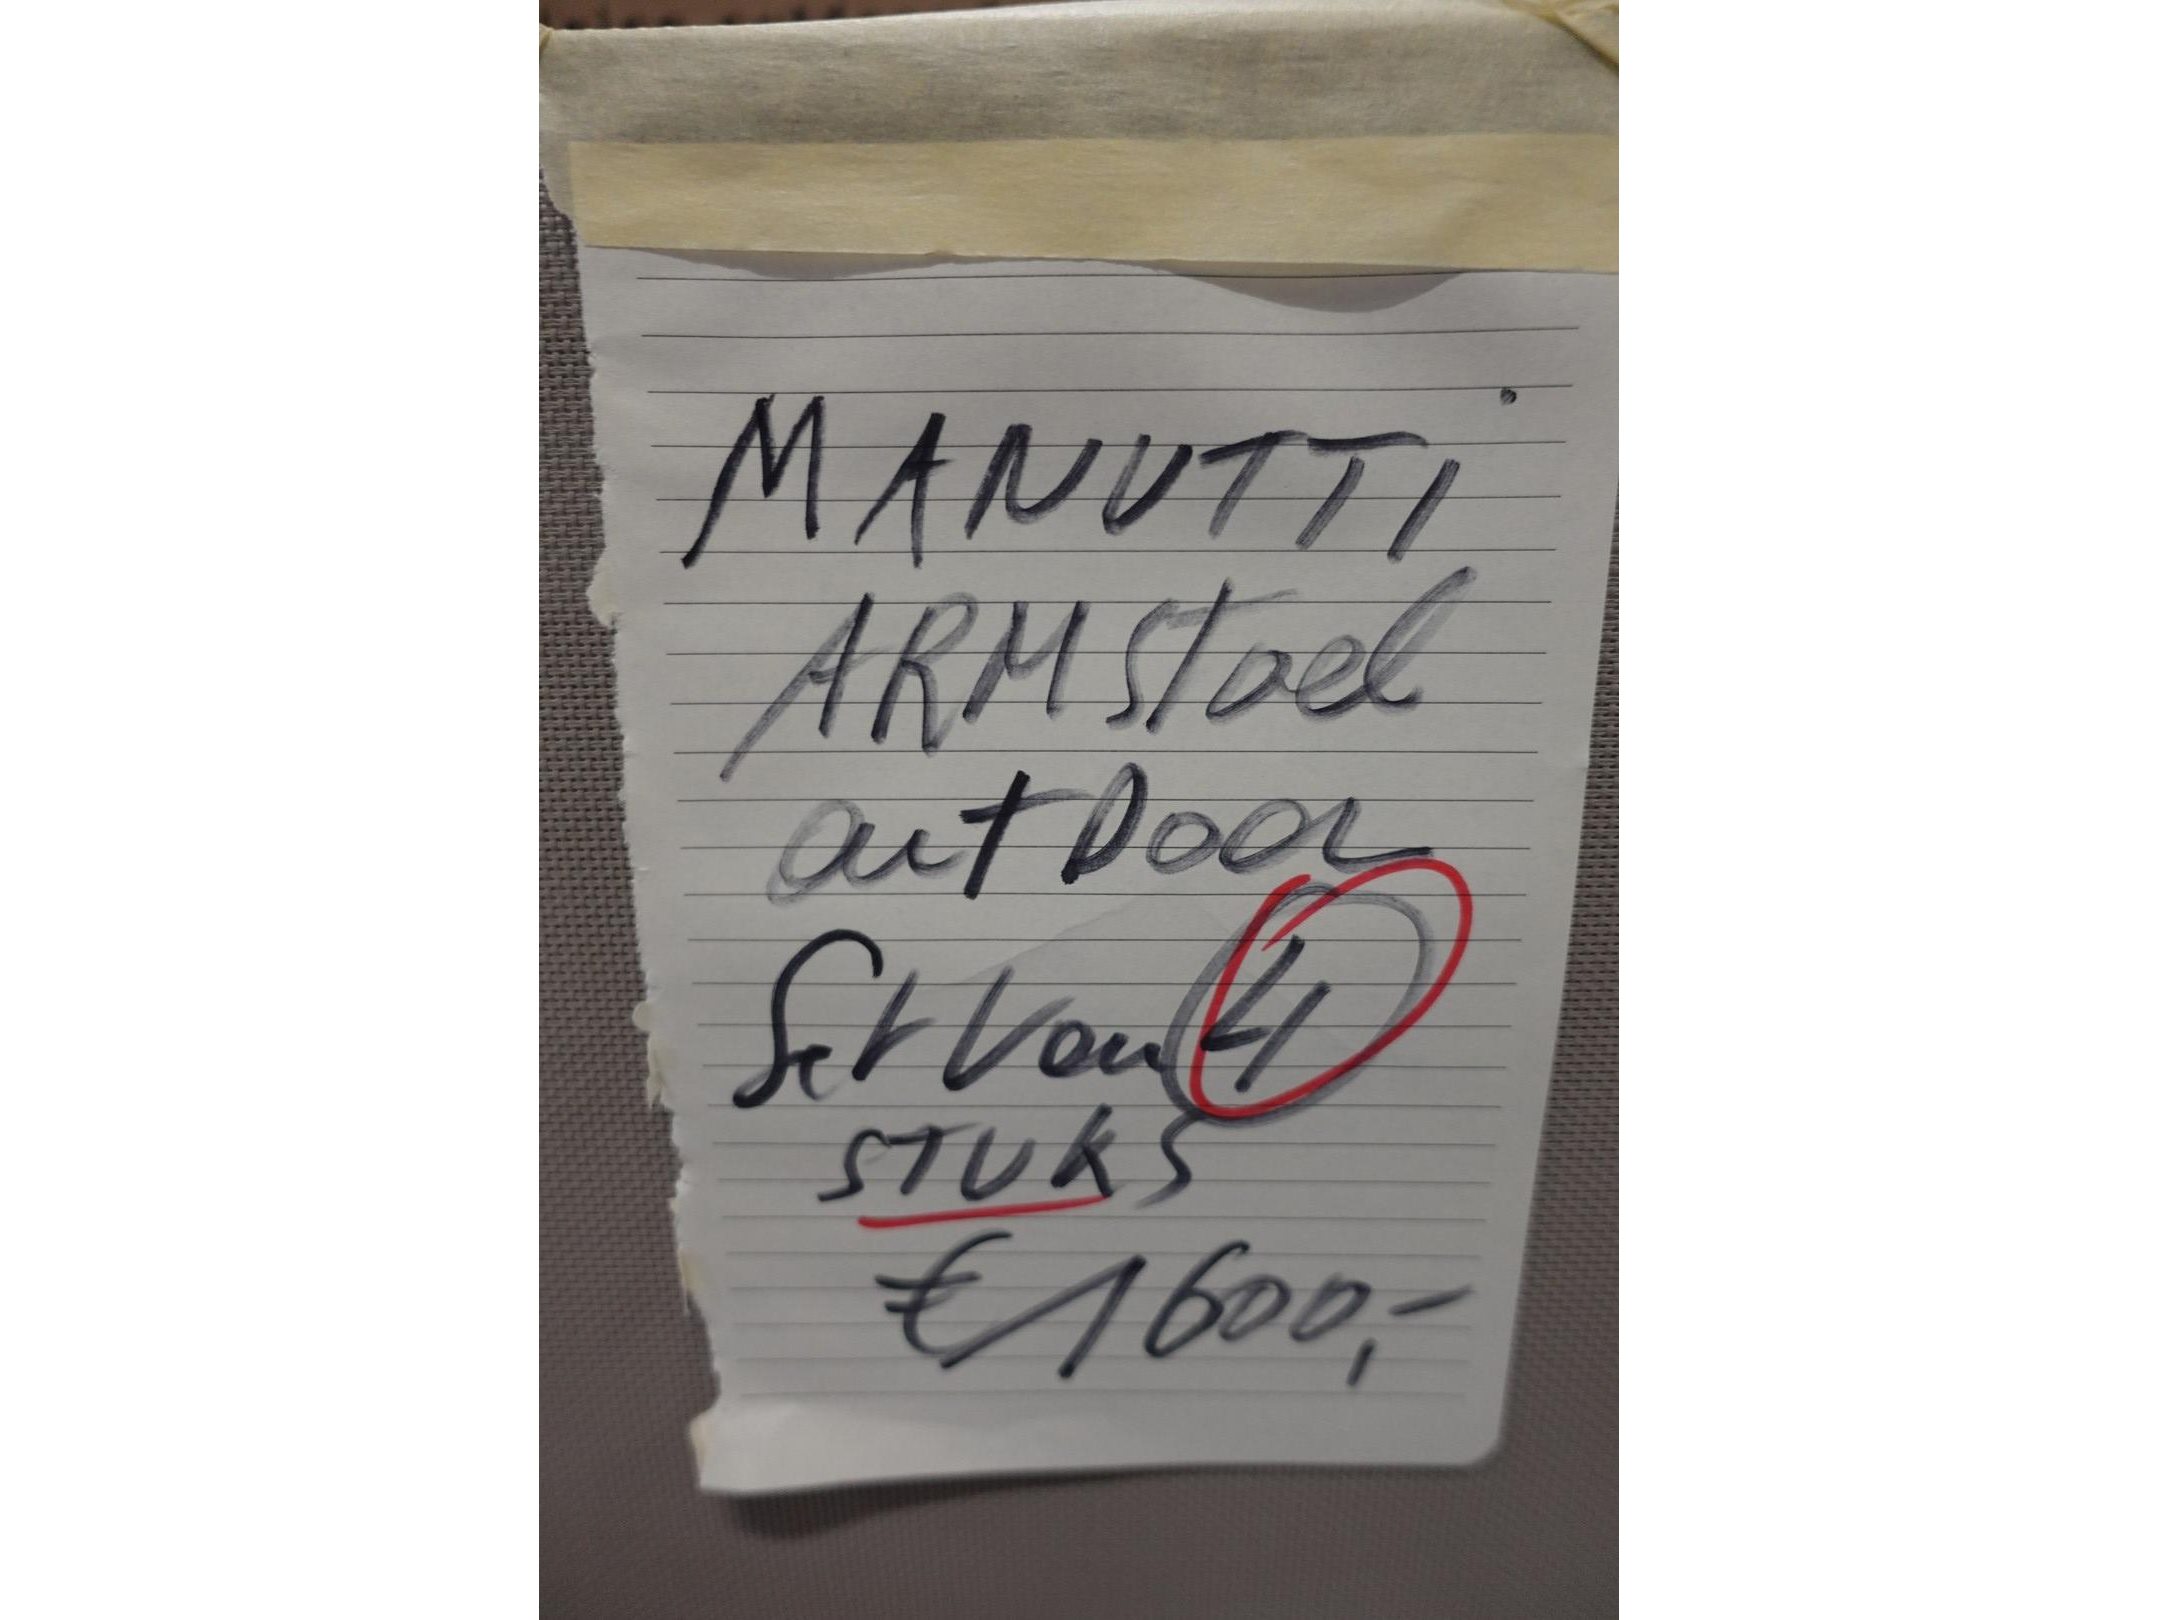 MANUTTI
ARMstoel
outDoor
Set Van 4
STUKS
€1600,-